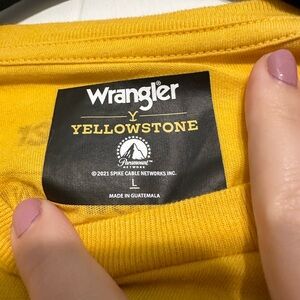 Wrangler
Y
YELLOWSTONE
Paramount
NETWORK
©2021 SPIKE CABLE NETWORKS INC.
L
MADE IN GUATEMALA